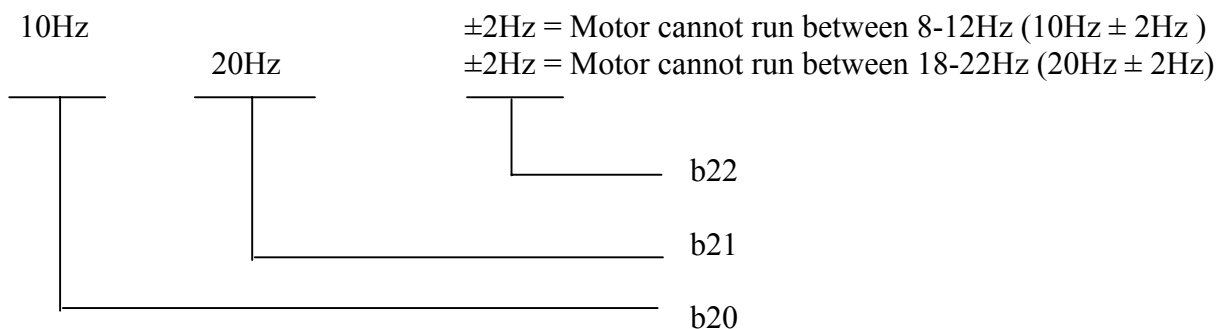 10Hz ±2Hz = Motor cannot run between 8-12Hz (10Hz ± 2Hz )
20Hz ±2Hz = Motor cannot run between 18-22Hz (20Hz ± 2Hz)
b22
b21
b20